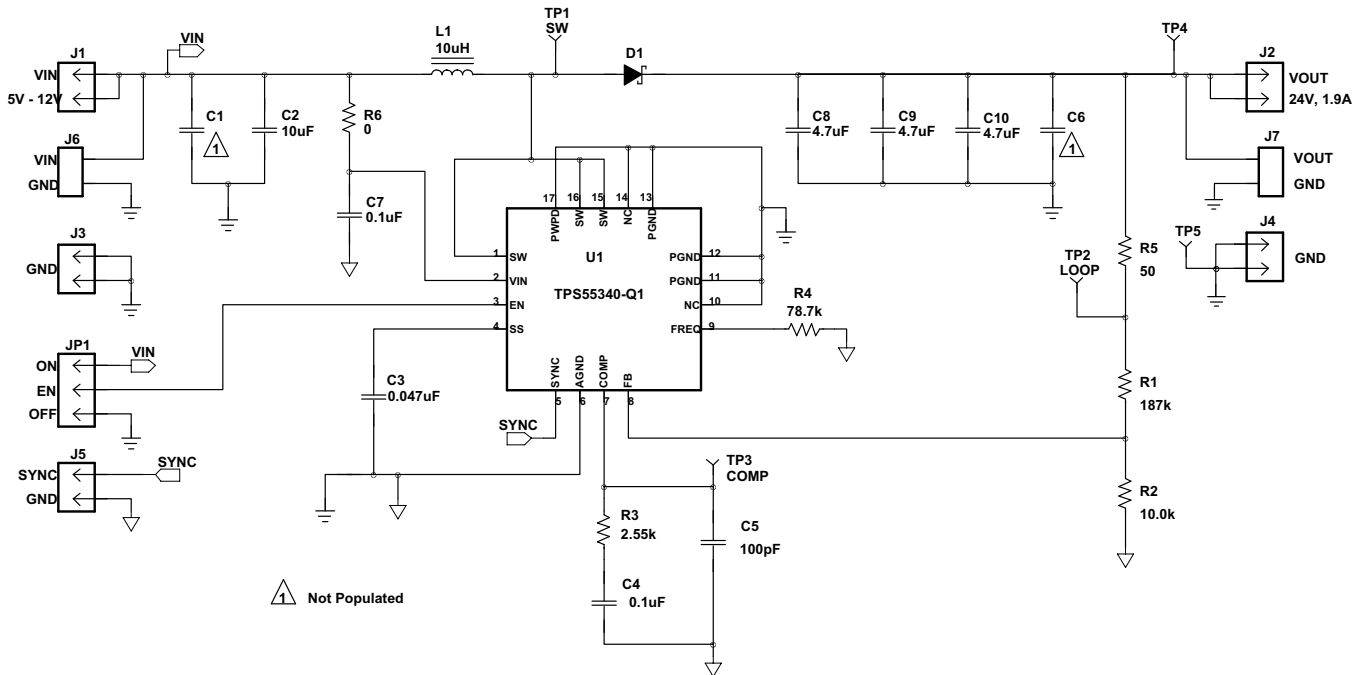 TP1
SW
TP4
L1
10uH
D1
VIN
J1
VIN
5V - 12V
J2
VOUT
24V, 1.9A
C1
1
C2
10uF
R6
0
C8
4.7uF
C9
4.7uF
C10
4.7uF
C6
1
J6
VIN
GND
J7
VOUT
GND
C7
0.1uF
17
16
15
14
13
PWPD
SW
SW
NC
PGND
J3
GND
U1
TPS55340-Q1
1
SW
2
VIN
3
EN
4
SS
PGND
12
PGND
11
NC
10
FREQ
9
R4
78.7k
TP2
LOOP
R5
50
TP5
J4
GND
JP1
ON
EN
OFF
VIN
C3
0.047uF
SYNC
AGND
COMP
FB
5
6
7
8
R1
187k
SYNC
J5
SYNC
GND
SYNC
TP3
COMP
R2
10.0k
R3
2.55k
C5
100pF
C4
0.1uF
1
Not Populated